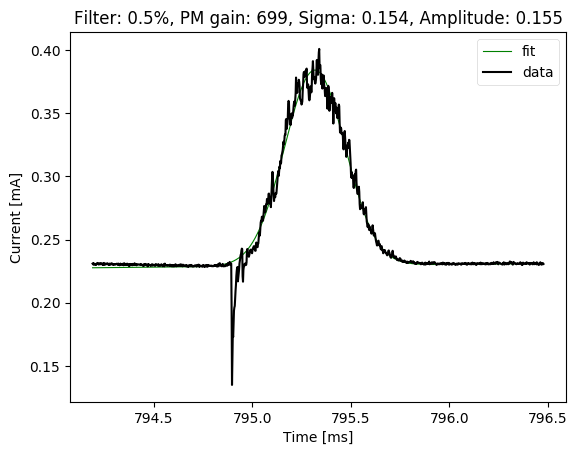 Filter: 0.5%, PM gain: 699, Sigma: 0.154, Amplitude: 0.155
fit
data
0.40
0.35
0.30
0.25
0.20
0.15
Current [mA]
794.5
795.0
795.5
796.0
796.5
Time [ms]